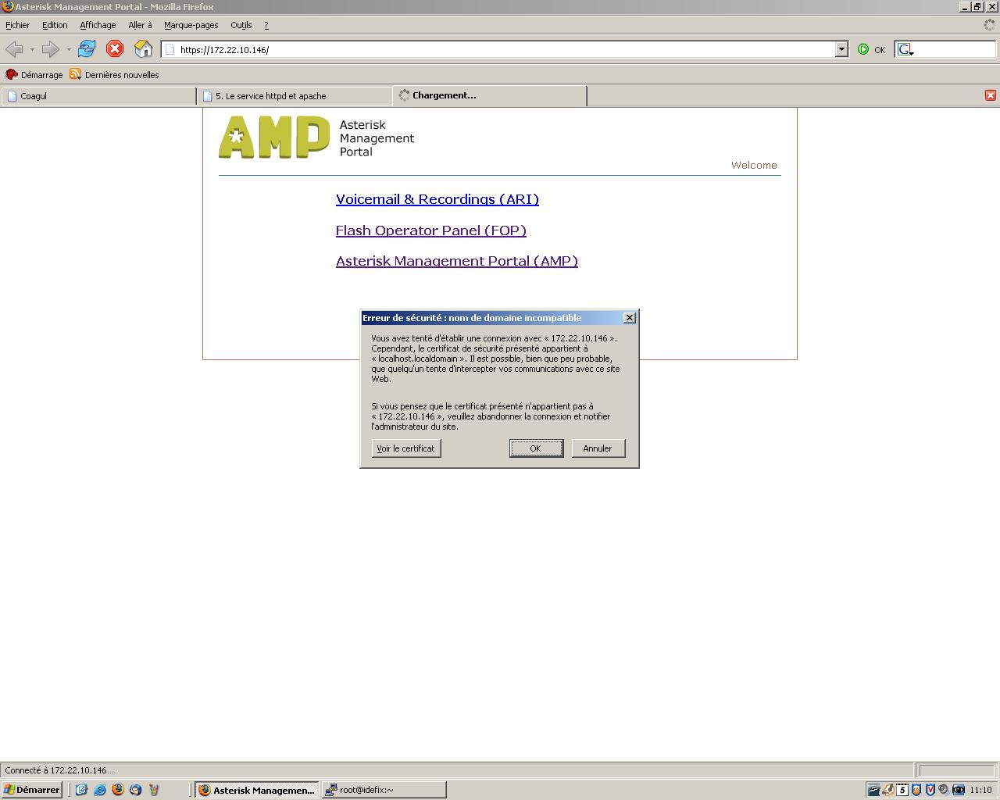 Asterisk Management Portal - Mozilla Firefox
Fichier Edition Affichage Aller à Marque-pages Outils ?
https://172.22.10.146/ OK G
Démarrage Dernières nouvelles
Coagul 5. Le service httpd et apache Chargement...
AMP Asterisk
Management
Portal
Welcome
Voicemail & Recordings (ARI)
Flash Operator Panel (FOP)
Asterisk Management Portal (AMP)
Erreur de sécurité : nom de domaine incompatible
Vous avez tenté d'établir une connexion avec « 172.22.10.146 ».
Cependant, le certificat de sécurité présenté appartient à
« localhost.localdomain ». Il est possible, bien que peu probable,
que quelqu'un tente d'intercepter vos communications avec ce site
Web.
Si vous pensez que le certificat présenté n'appartient pas à
« 172.22.10.146 », veuillez abandonner la connexion et notifier
l'administrateur du site.
Voir le certificat OK Annuler
Connecté à 172.22.10.146...
Démarrer Asterisk Managemen... root@idefix:~ 5 11:10